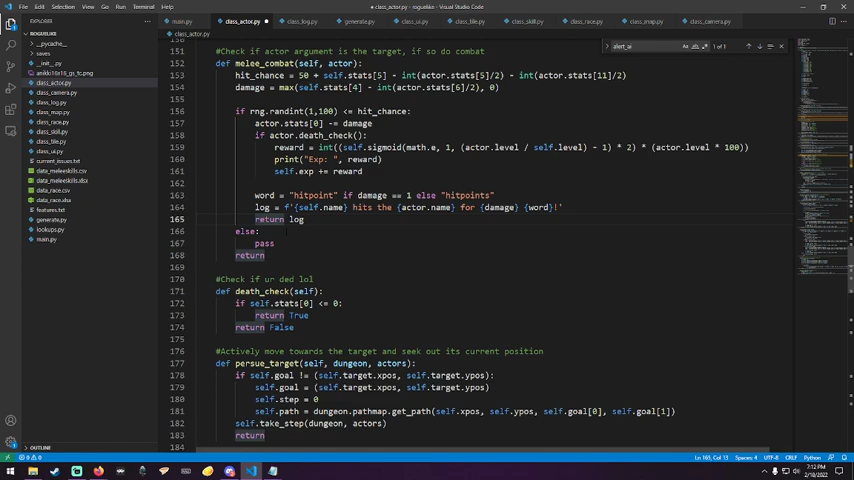 File Edit Selection View Go Run Terminal Help
● class_actor.py - roguelike - Visual Studio Code
EXPLORER
ROGUELIKE
__pycache__
saves
__init__.py
anikki16x16_gs_fc.png
class_actor.py
class_camera.py
class_log.py
class_map.py
class_race.py
class_skill.py
class_tile.py
class_ui.py
current_issues.txt
data_meleeskills.csv
data_meleeskills.xlsx
data_race.csv
data_race.xlsx
features.txt
generate.py
lookups.py
main.py
OUTLINE
main.py class_actor.py class_log.py generate.py class_ui.py class_tile.py class_skill.py class_race.py class_map.py class_camera.py
class_actor.py
alert_ai
1 of 1
150
151 #Check if actor argument is the target, if so do combat
152 def melee_combat(self, actor):
153 hit_chance = 50 + self.stats[5] - int(actor.stats[5]/2) - int(actor.stats[11]/2)
154 damage = max(self.stats[4] - int(actor.stats[6]/2), 0)
155
156 if rng.randint(1,100) <= hit_chance:
157 actor.stats[0] -= damage
158 if actor.death_check():
159 reward = int((self.sigmoid(math.e, 1, (actor.level / self.level) - 1) * 2) * (actor.level * 100))
160 print("Exp: ", reward)
161 self.exp += reward
162
163 word = "hitpoint" if damage == 1 else "hitpoints"
164 log = f'{self.name} hits the {actor.name} for {damage} {word}!'
165 return log
166 else:
167 pass
168 return
169
170 #Check if ur ded lol
171 def death_check(self):
172 if self.stats[0] <= 0:
173 return True
174 return False
175
176 #Actively move towards the target and seek out its current position
177 def persue_target(self, dungeon, actors):
178 if self.goal != (self.target.xpos, self.target.ypos):
179 self.goal = (self.target.xpos, self.target.ypos)
180 self.step = 0
181 self.path = dungeon.pathmap.get_path(self.xpos, self.ypos, self.goal[0], self.goal[1])
182 self.take_step(dungeon, actors)
183 return
184
0 0 Ln 165, Col 13 Spaces: 4 UTF-8 CRLF Python
7:12 PM
2/18/2022